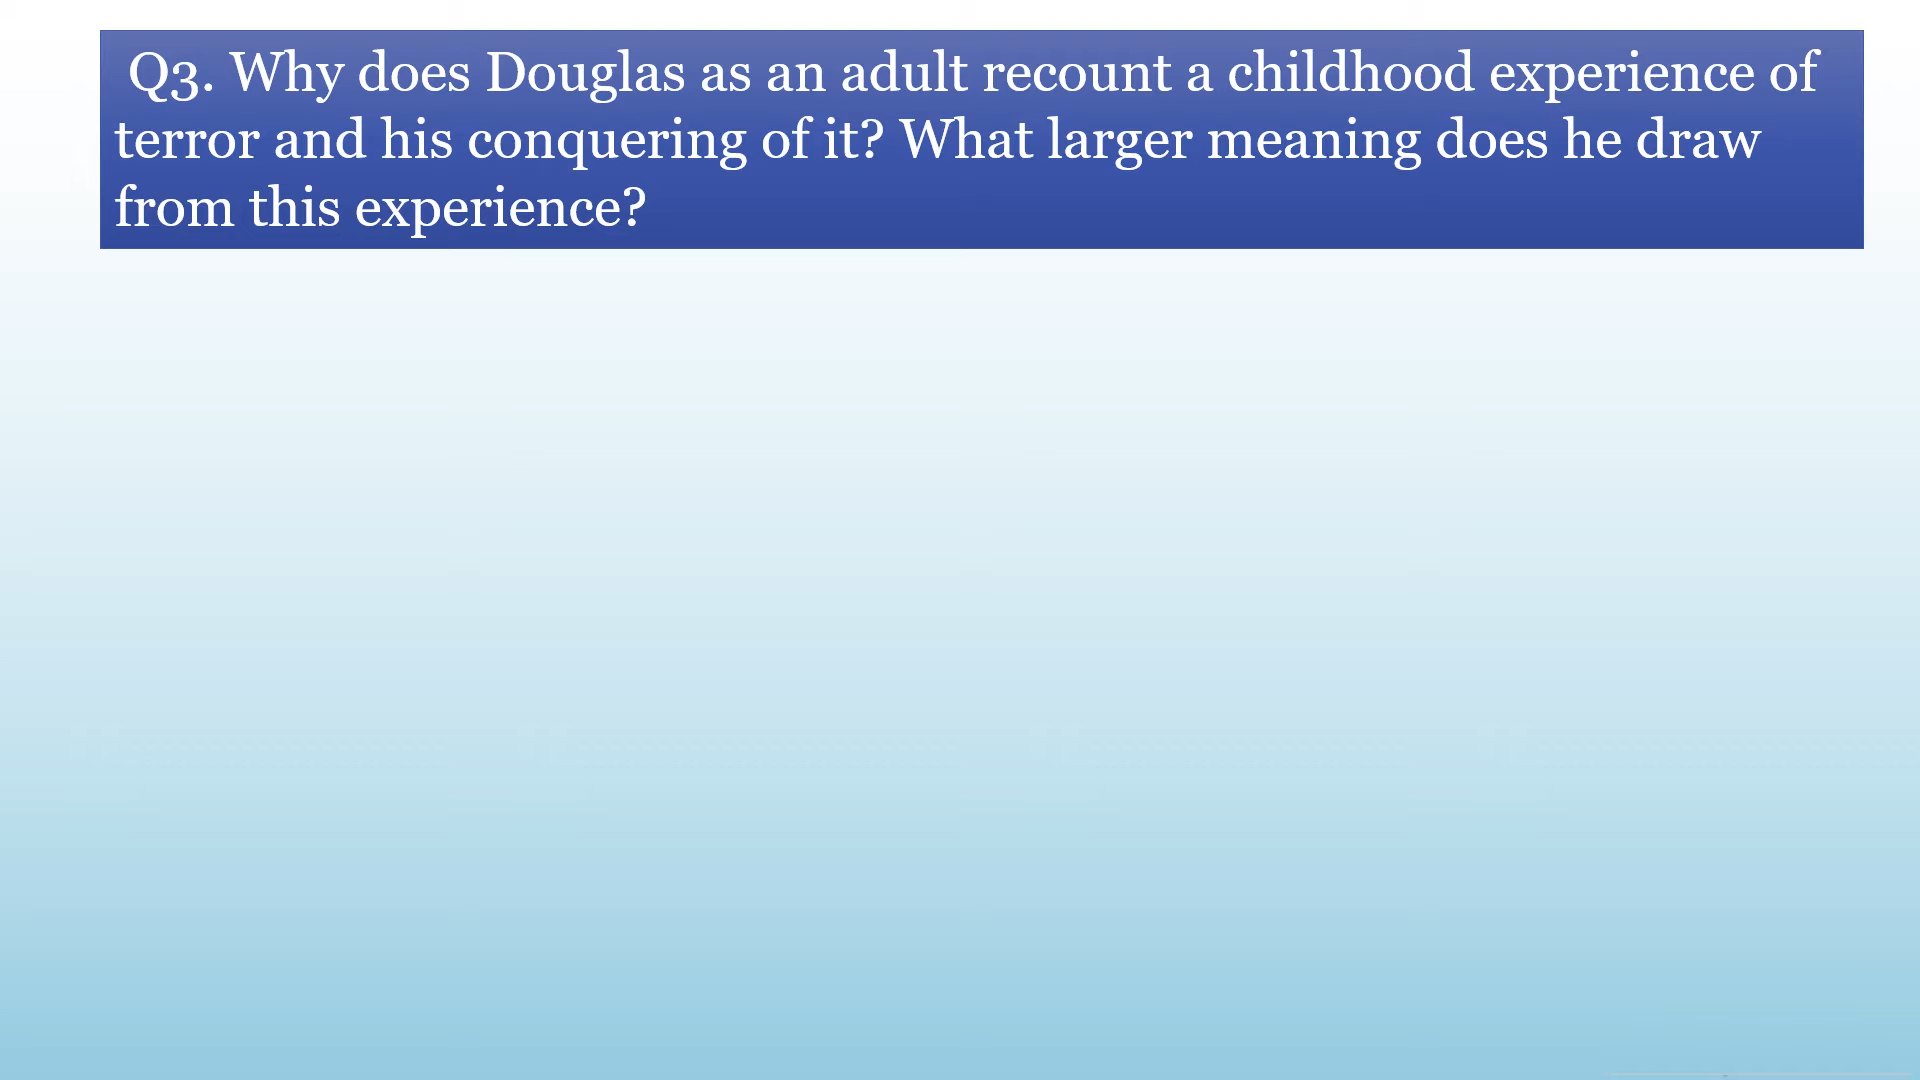 Q3. Why does Douglas as an adult recount a childhood experience of
terror and his conquering of it? What larger meaning does he draw
from this experience?